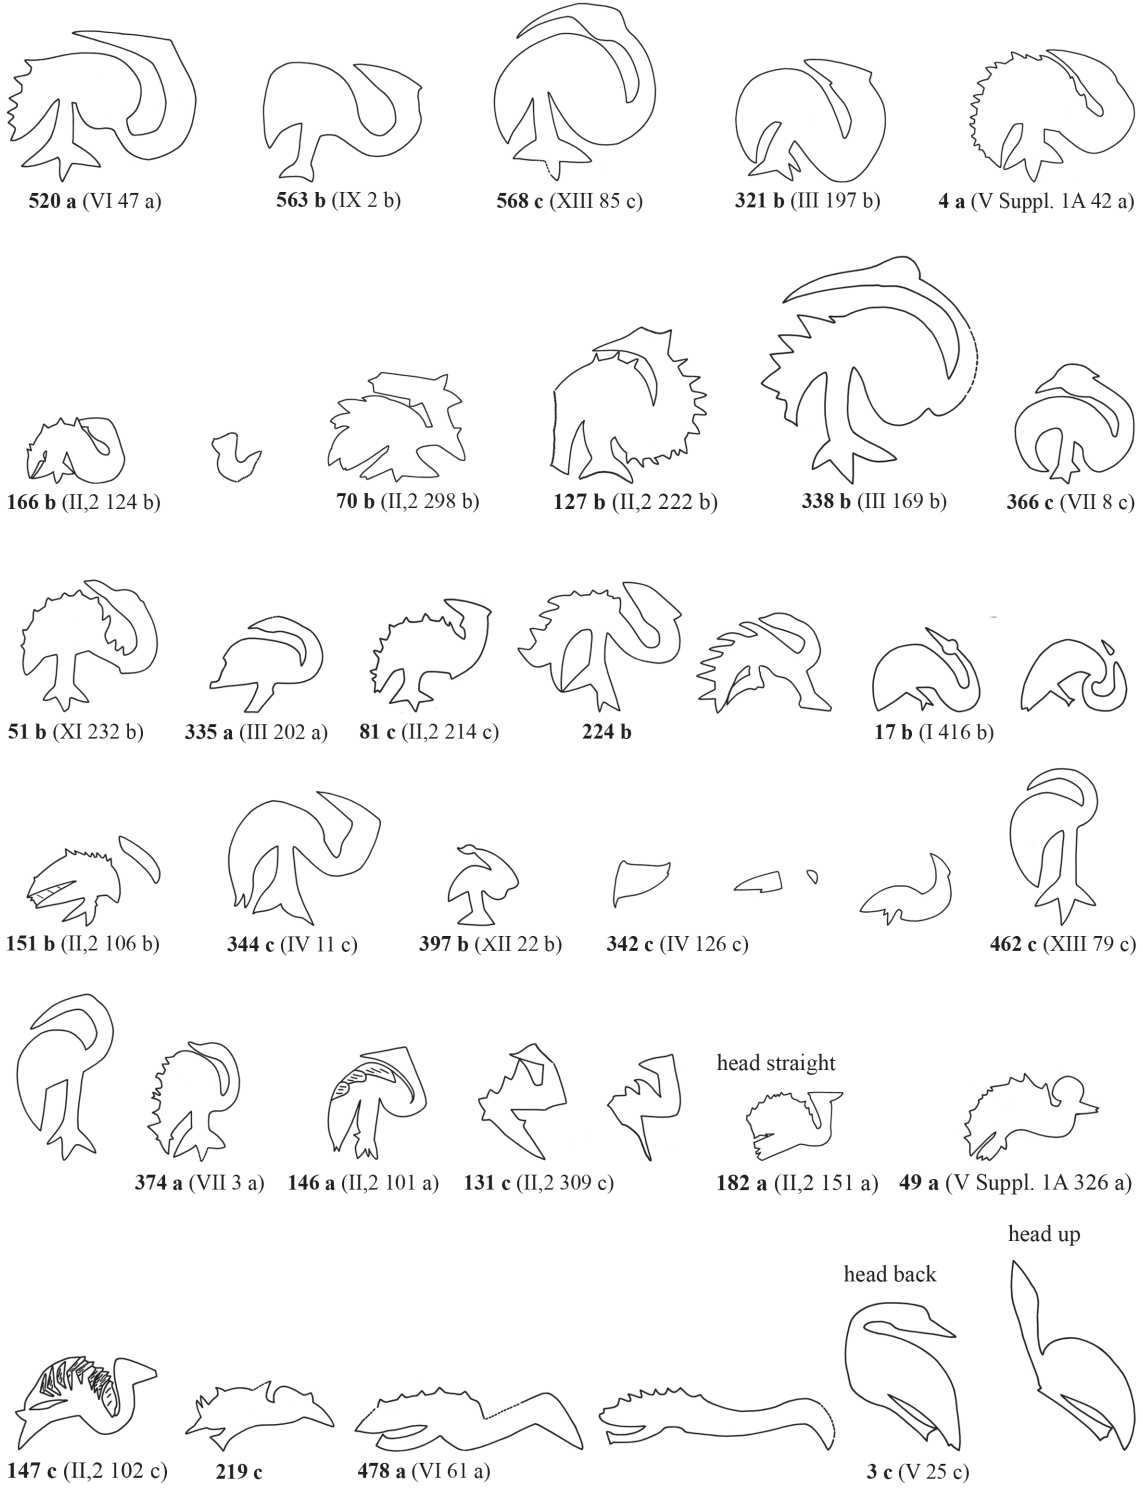 520 a (VI 47 a) 563 b (IX 2 b) 568 c (XIII 85 c) 321 b (III 197 b) 4 a (V Suppl. 1A 42 a)
166 b (II,2 124 b) 70 b (II,2 298 b) 127 b (II,2 222 b) 338 b (III 169 b) 366 c (VII 8 c)
51 b (XI 232 b) 335 a (III 202 a) 81 c (II,2 214 c) 224 b 17 b (I 416 b)
151 b (II,2 106 b) 344 c (IV 11 c) 397 b (XII 22 b) 342 c (IV 126 c) 462 c (XIII 79 c)
head straight
374 a (VII 3 a) 146 a (II,2 101 a) 131 c (II,2 309 c) 182 a (II,2 151 a) 49 a (V Suppl. 1A 326 a)
head up
head back
147 c (II,2 102 c) 219 c 478 a (VI 61 a) 3 c (V 25 c)